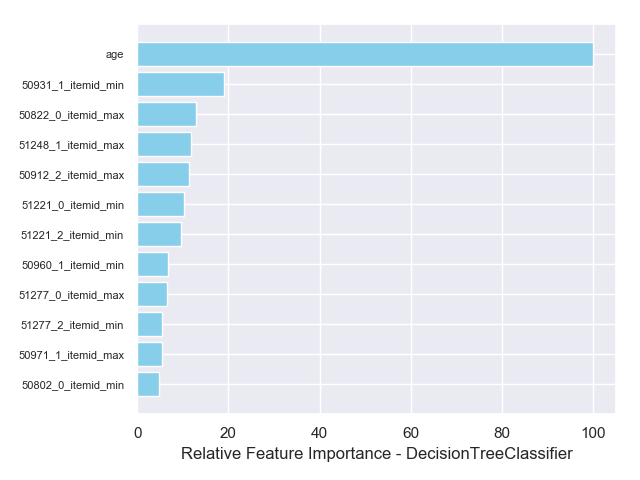 age
50931_1_itemid_min
50822_0_itemid_max
51248_1_itemid_max
50912_2_itemid_max
51221_0_itemid_min
51221_2_itemid_min
50960_1_itemid_min
51277_0_itemid_max
51277_2_itemid_min
50971_1_itemid_max
50802_0_itemid_min
0 20 40 60 80 100
Relative Feature Importance - DecisionTreeClassifier